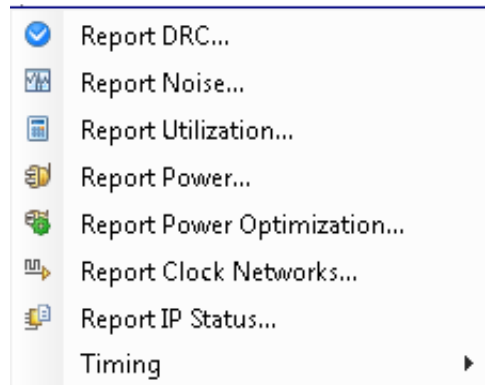 Report DRC...
Report Noise...
Report Utilization...
Report Power...
Report Power Optimization...
Report Clock Networks...
Report IP Status...
Timing